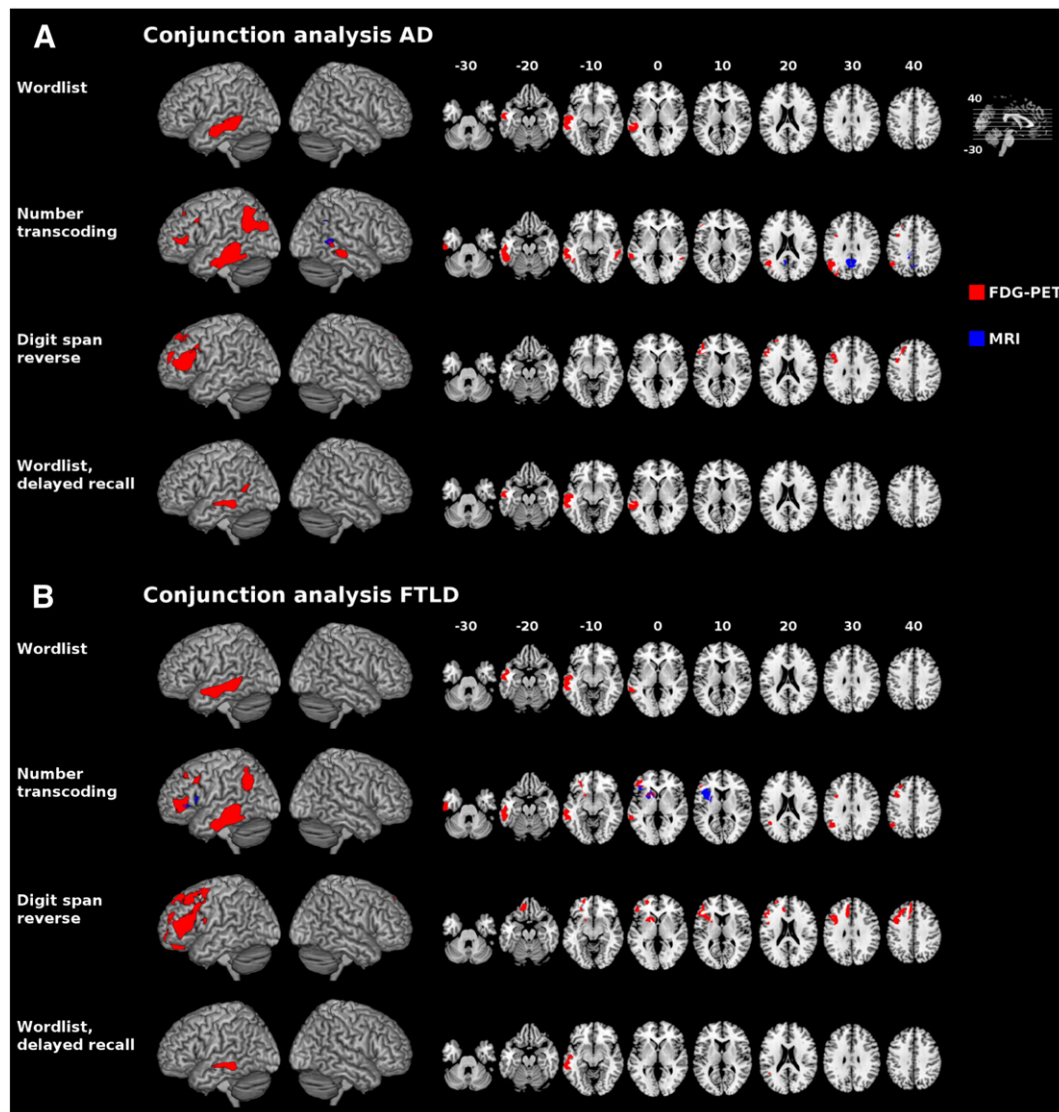 A
Conjunction analysis AD
-30 -20 -10 0 10 20 30 40
Wordlist
40
-30
Number
transcoding
FDG-PET
MRI
Digit span
reverse
Wordlist,
delayed recall
B
Conjunction analysis FTLD
-30 -20 -10 0 10 20 30 40
Wordlist
Number
transcoding
Digit span
reverse
Wordlist,
delayed recall